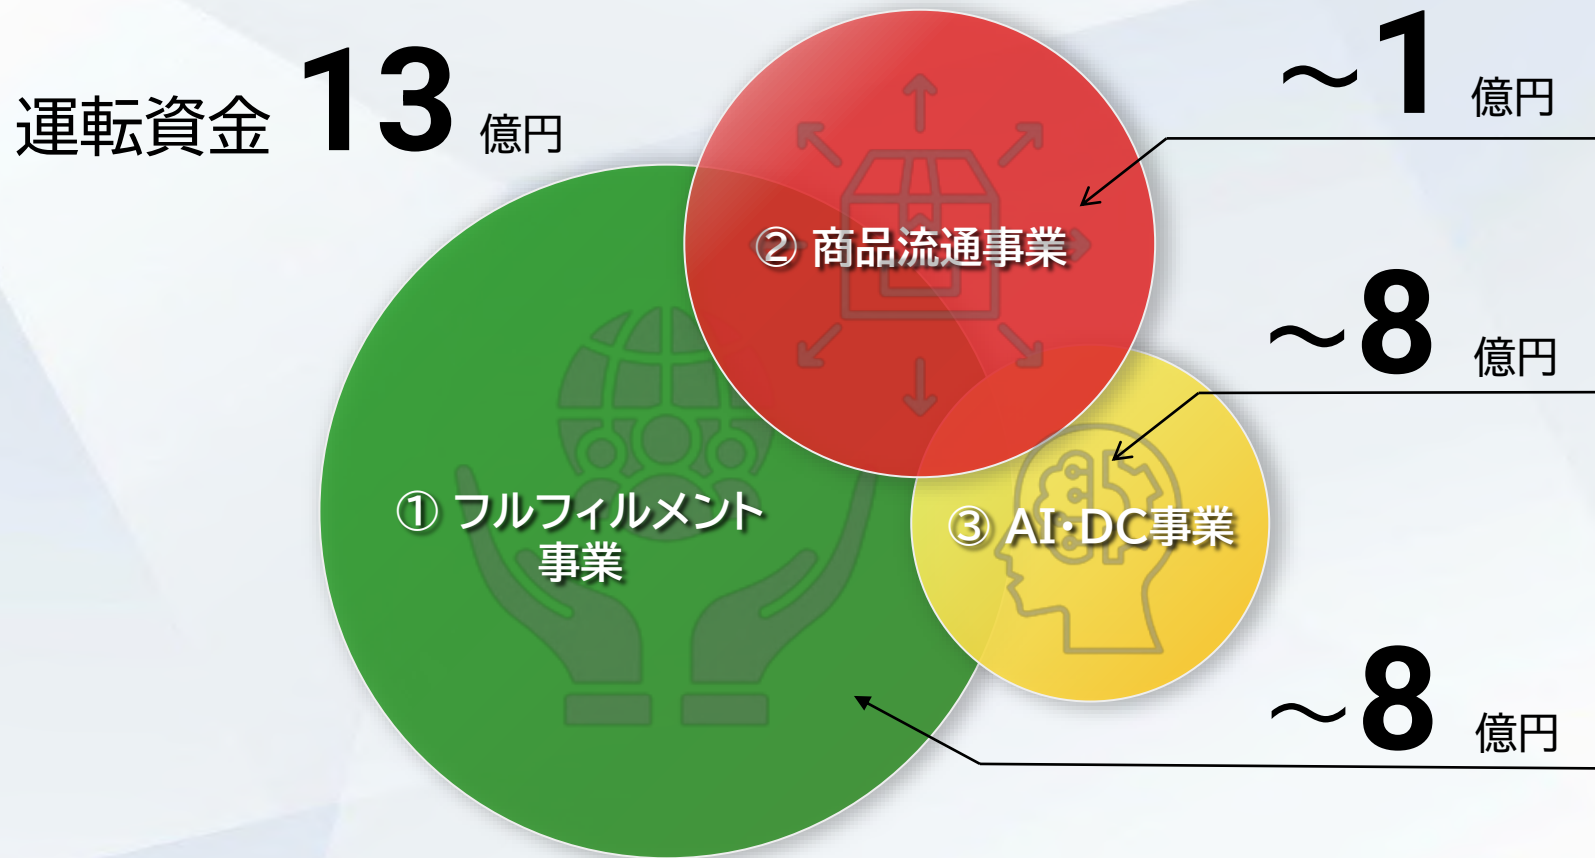 運転資金 13 億円
~1 億円
② 商品流通事業
~8 億円
① フルフィルメント
事業
③ AI・DC事業
~8 億円